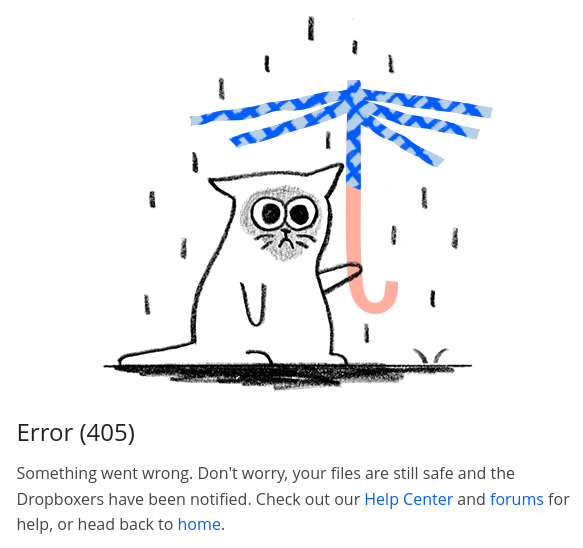 Error (405)
Something went wrong. Don't worry, your files are still safe and the
Dropboxers have been notified. Check out our Help Center and forums for
help, or head back to home.